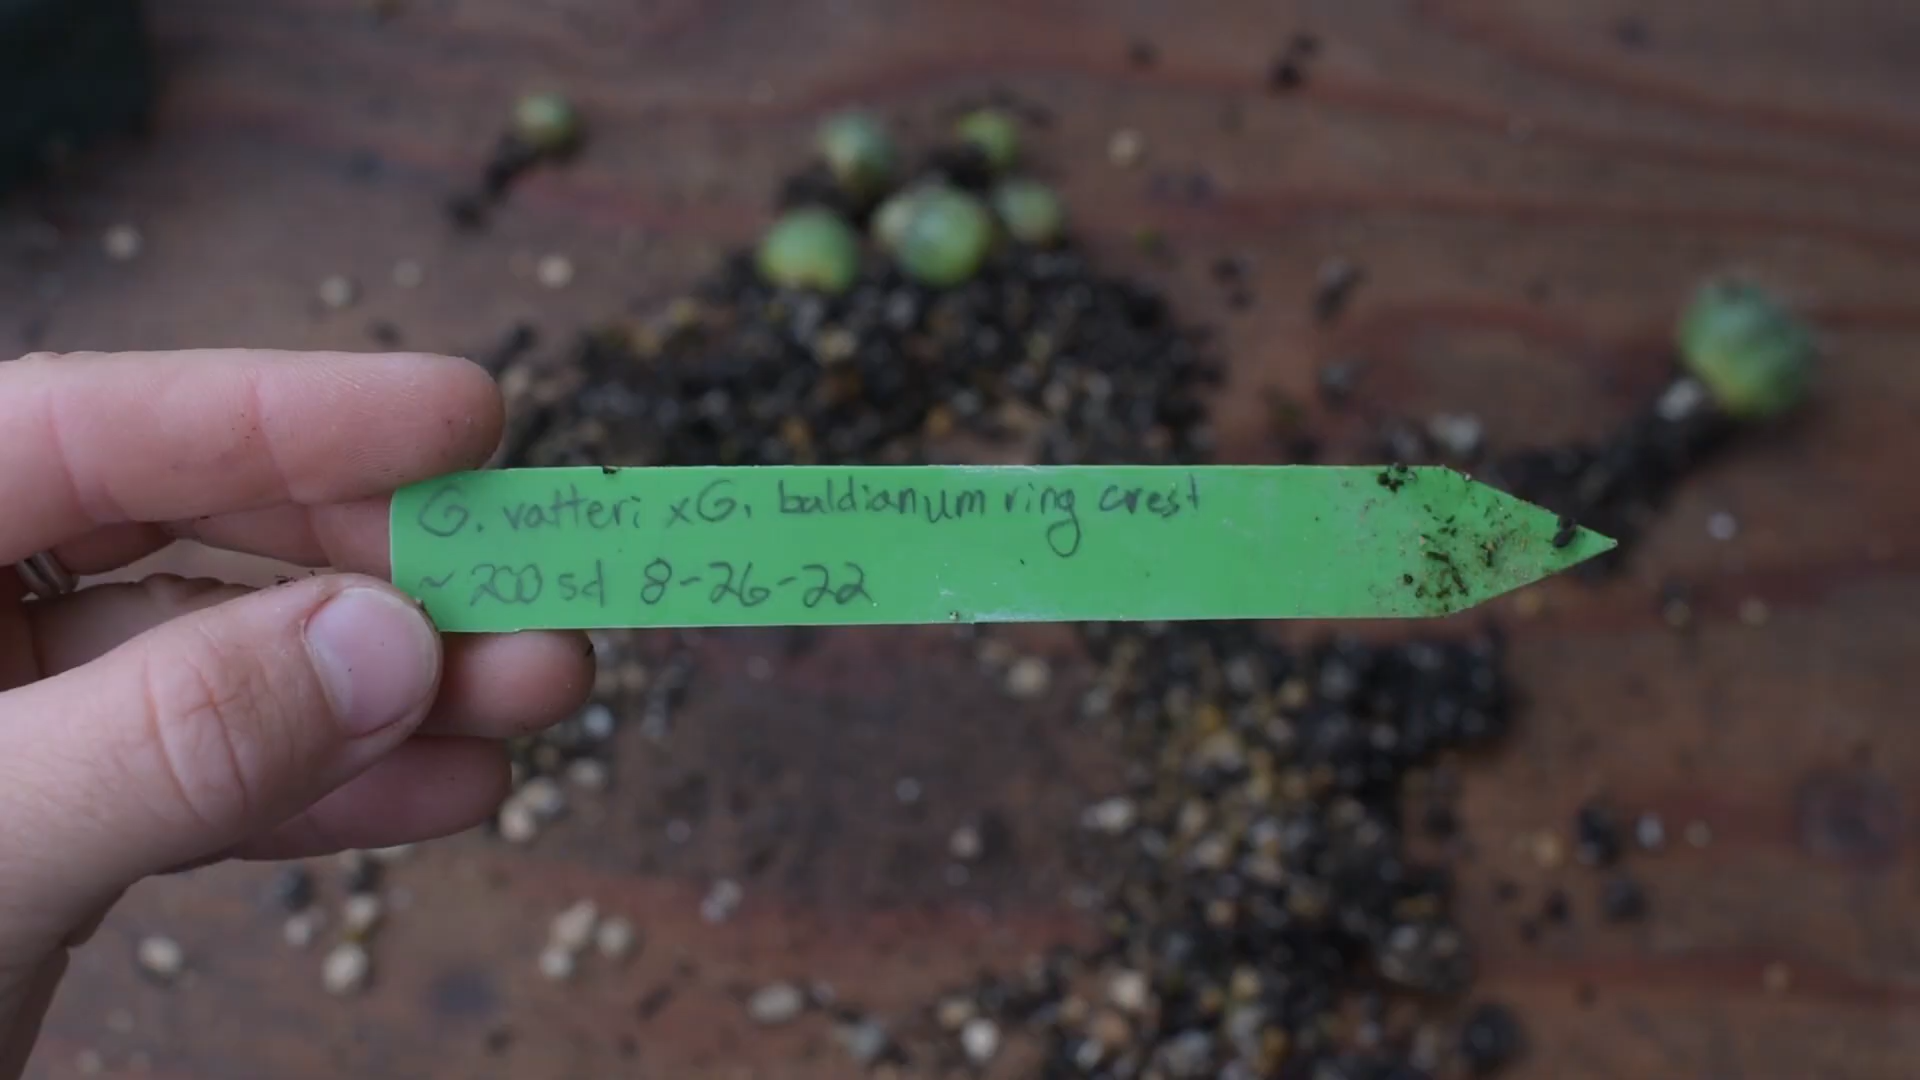 G. vatteri x G. baldianum ring crest
~ 200 sd 8-26-22